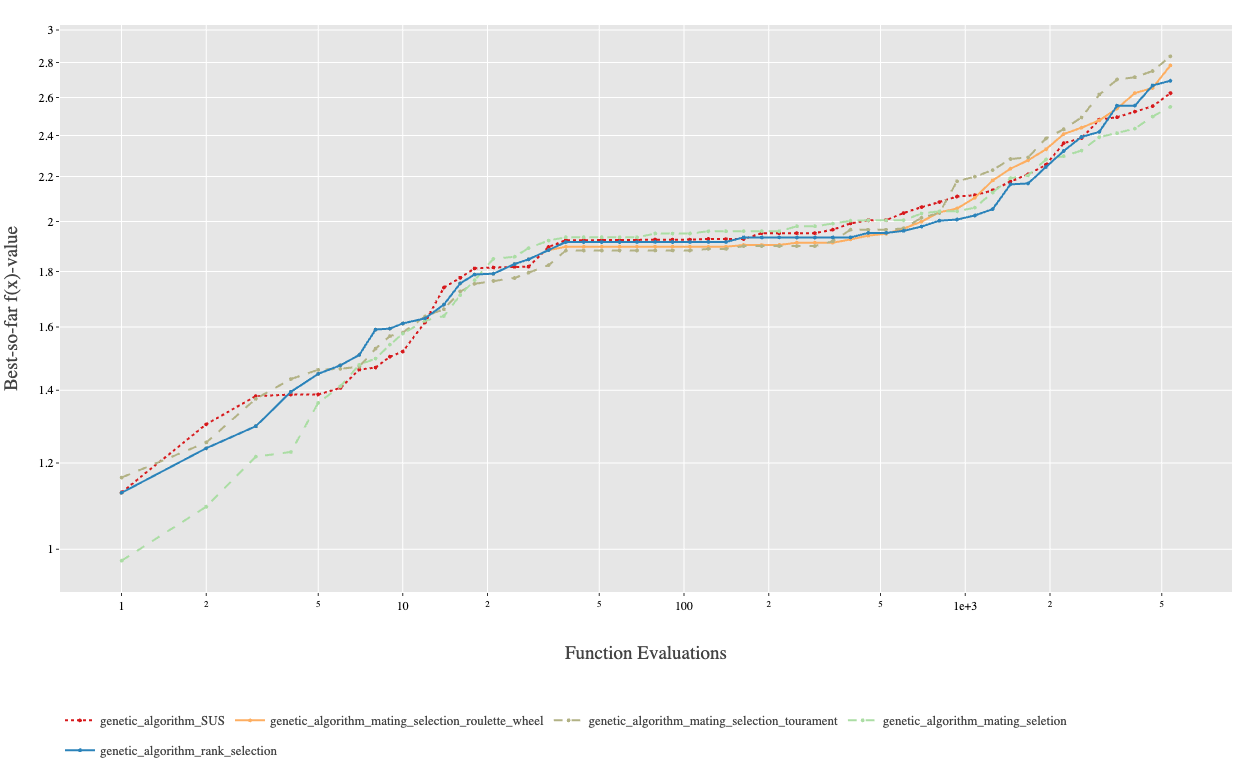 3
2.8
2.6
2.4
2.2
2
1.8
1.6
1.4
1.2
1
Best-so-far f(x)-value
1 2 5 10 2 5 100 2 5 1e+3 2 5
Function Evaluations
genetic_algorithm_SUS genetic_algorithm_mating_selection_roulette_wheel genetic_algorithm_mating_selection_tourament genetic_algorithm_mating_seletion
genetic_algorithm_rank_selection